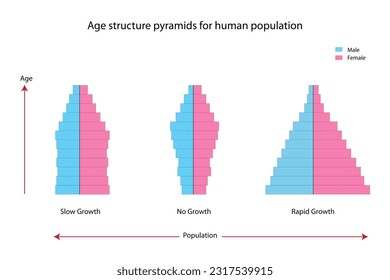 Age structure pyramids for human population
Male
Female
Age
Slow Growth
No Growth
Rapid Growth
Population
shutterstock.com · 2317539915